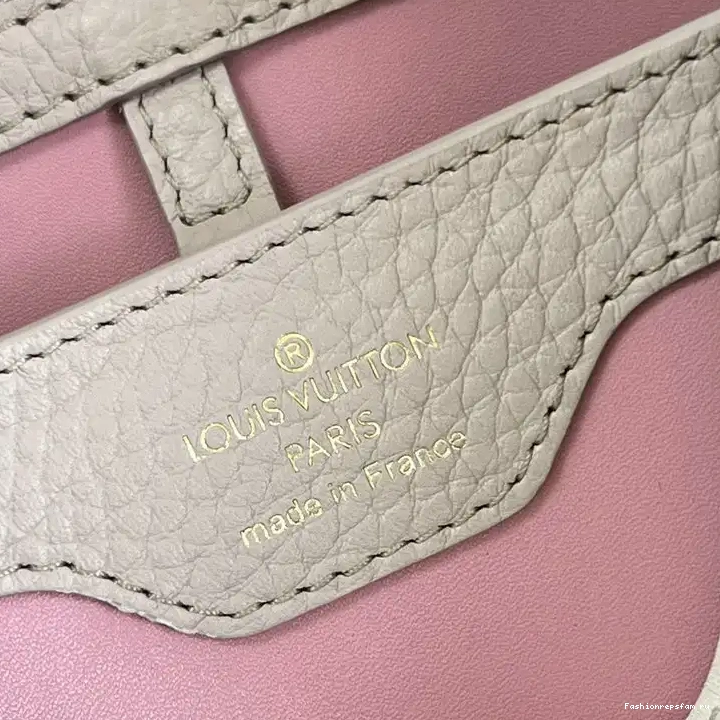 ®
LOUIS VUITTON
PARIS
made in France
Fashionrepsfam.ru